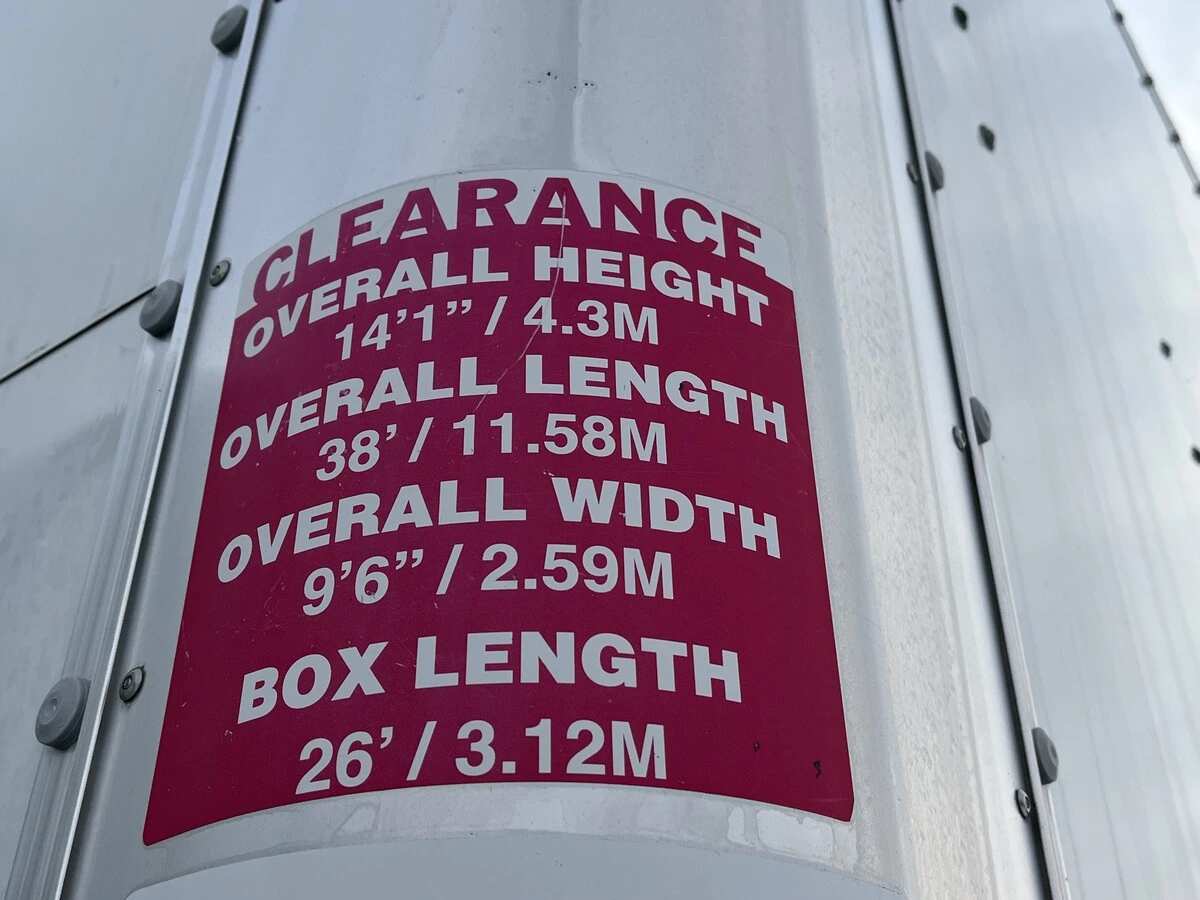 CLEARANCE
OVERALL HEIGHT
14'1” / 4.3M
OVERALL LENGTH
38’ / 11.58M
OVERALL WIDTH
9’6” / 2.59M
BOX LENGTH
26’ / 3.12M